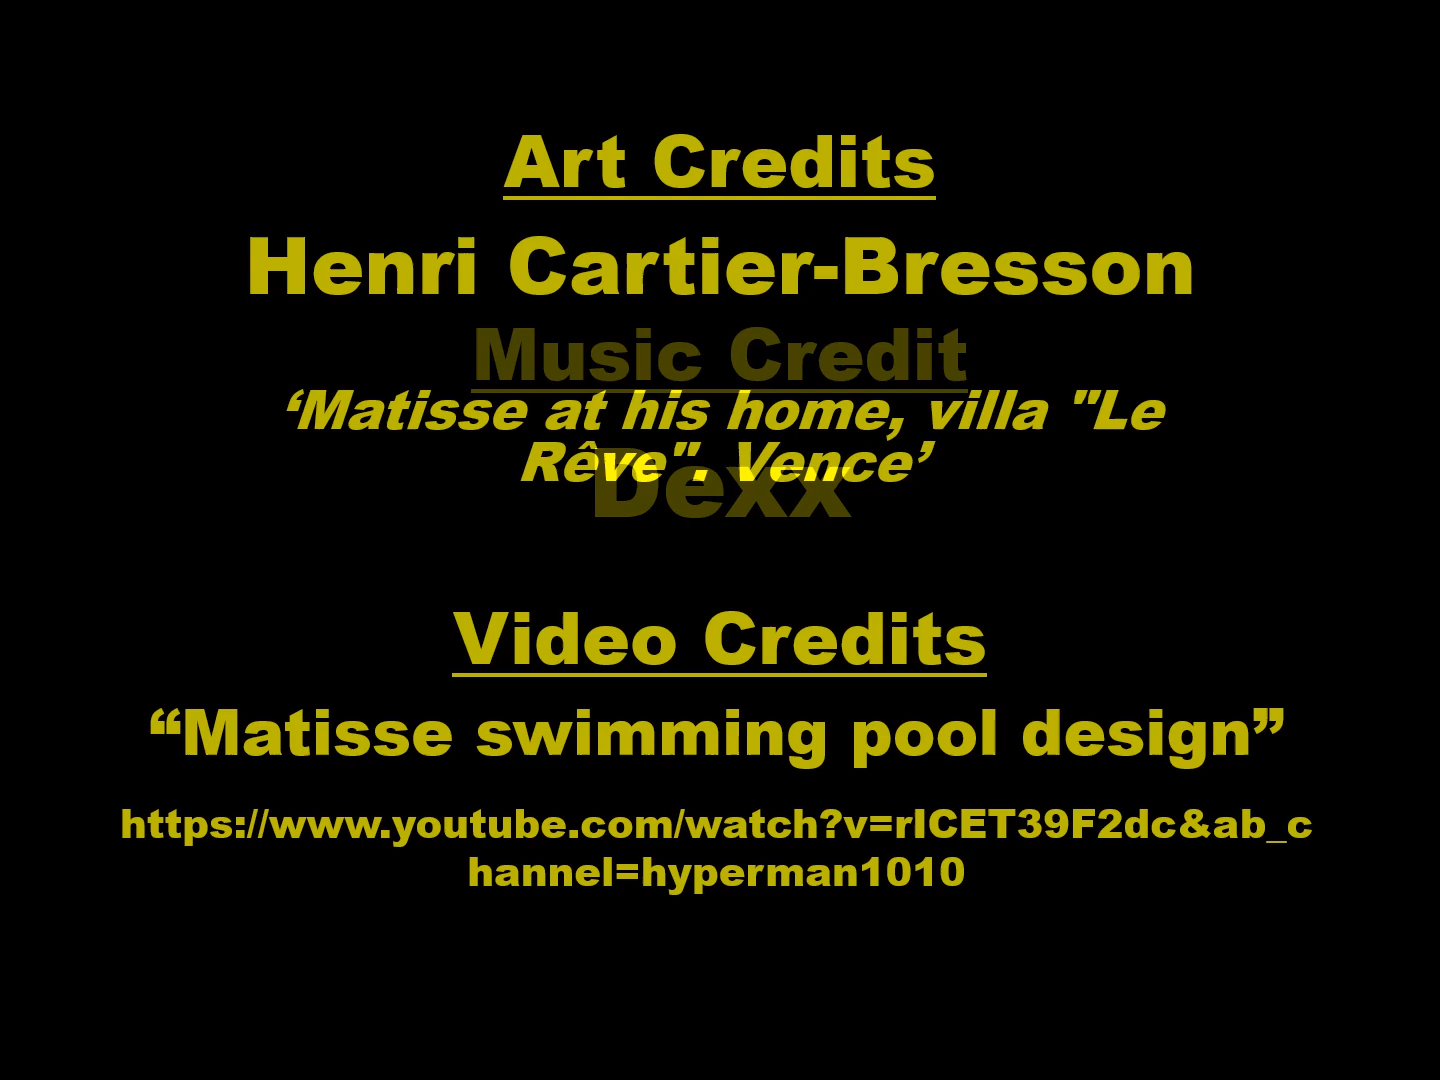 Art Credits
Henri Cartier-Bresson
Music Credit
‘Matisse at his home, villa "Le
Rêve". Vence’
Dexx
Video Credits
“Matisse swimming pool design”
https://www.youtube.com/watch?v=rICET39F2dc&ab_c
hannel=hyperman1010